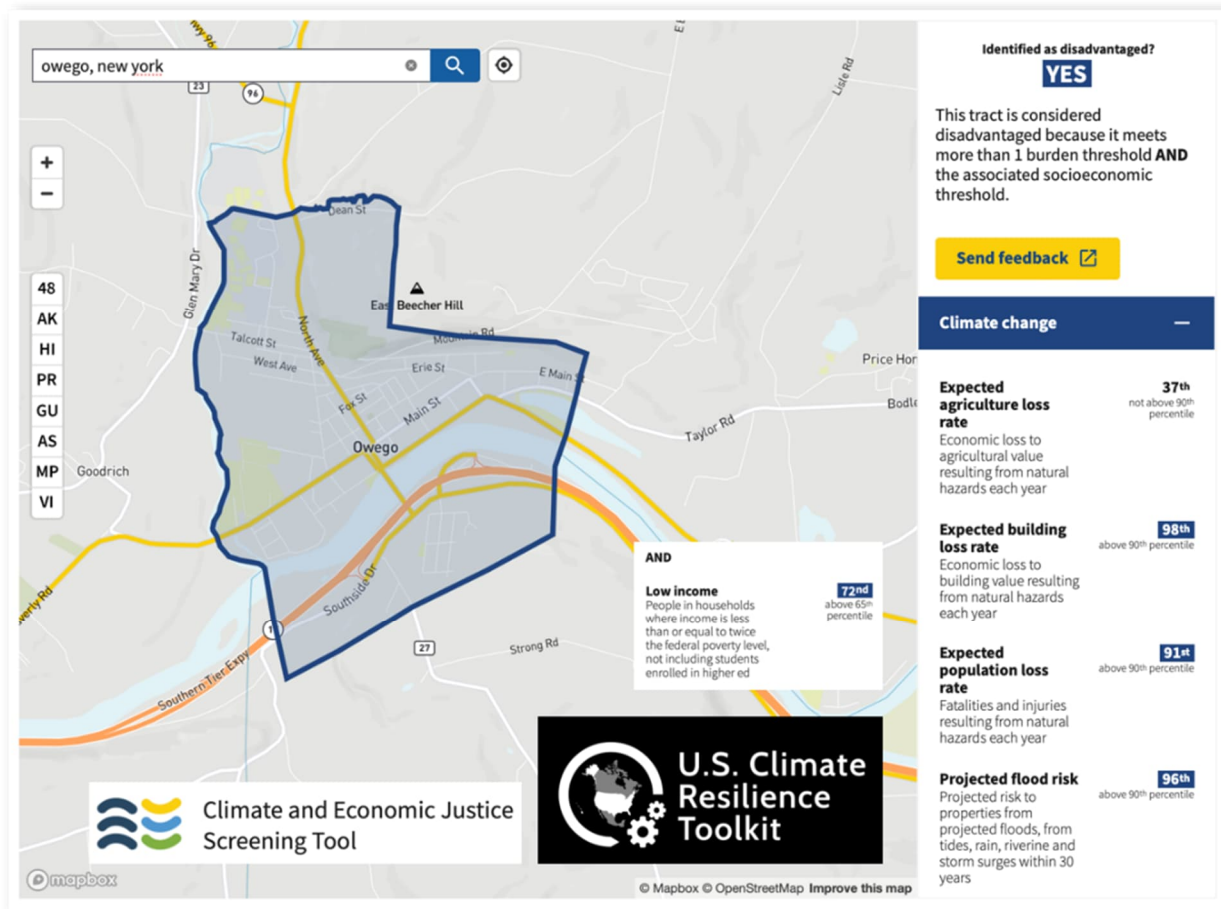 owego, new york
Hwy 96
23
96
E B
Lisle Rd
+
−
48
AK
HI
PR
GU
AS
MP
VI
Dean St
Glen Mary Dr
East Beecher Hill
North Ave
Mountain Rd
Talcott St
West Ave
Erie St
E Main St
Fox St
Main St
Owego
Taylor Rd
Price Hor
Bodle
Goodrich
verly Rd
Southside Dr
27
Strong Rd
Southern Tier Expy
AND
Low income
72nd
People in households
above 65th
where income is less
percentile
than or equal to twice
the federal poverty level,
not including students
enrolled in higher ed
Climate and Economic Justice
Screening Tool
U.S. Climate
Resilience
Toolkit
mapbox
© Mapbox © OpenStreetMap Improve this map
Identified as disadvantaged?
YES
This tract is considered
disadvantaged because it meets
more than 1 burden threshold AND
the associated socioeconomic
threshold.
Send feedback
Climate change
Expected
37th
agriculture loss
not above 90th
rate
percentile
Economic loss to
agricultural value
resulting from natural
hazards each year
Expected building
98th
loss rate
above 90th percentile
Economic loss to
building value resulting
from natural hazards
each year
Expected
91st
population loss
above 90th percentile
rate
Fatalities and injuries
resulting from natural
hazards each year
Projected flood risk
96th
Projected risk to
above 90th percentile
properties from
projected floods, from
tides, rain, riverine and
storm surges within 30
years